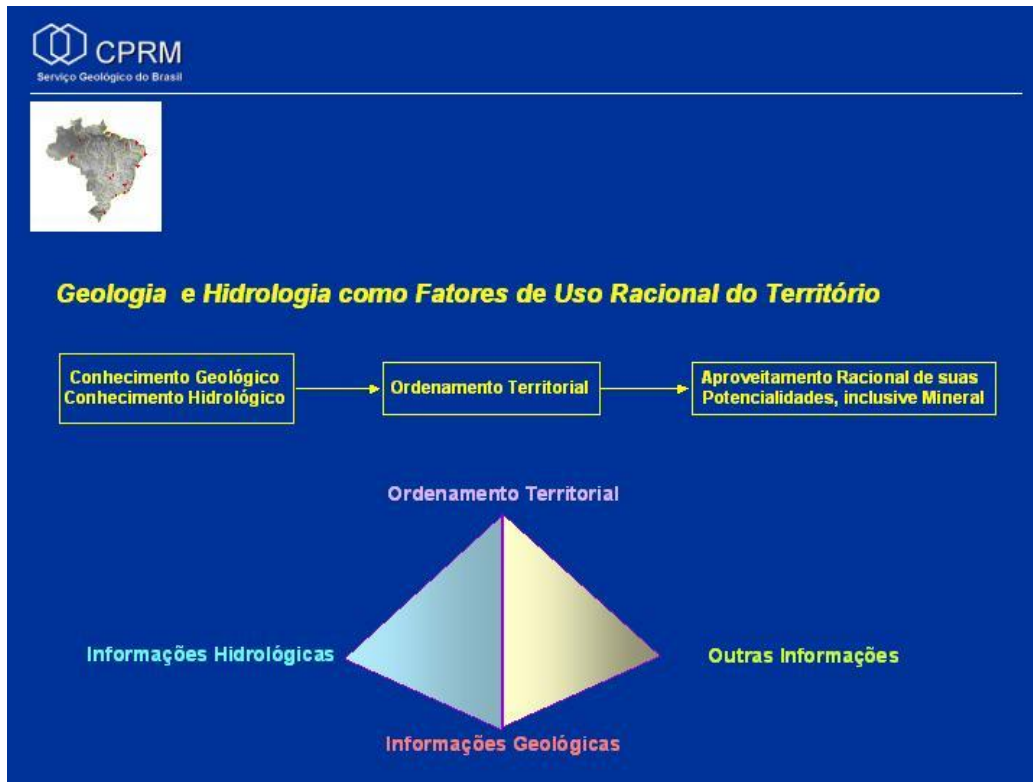 CPRM
Serviço Geológico do Brasil
Geologia e Hidrologia como Fatores de Uso Racional do Território
Conhecimento Geológico
Conhecimento Hidrológico
Ordenamento Territorial
Aproveitamento Racional de suas
Potencialidades, inclusive Mineral
Ordenamento Territorial
Informações Hidrológicas
Outras Informações
Informações Geológicas